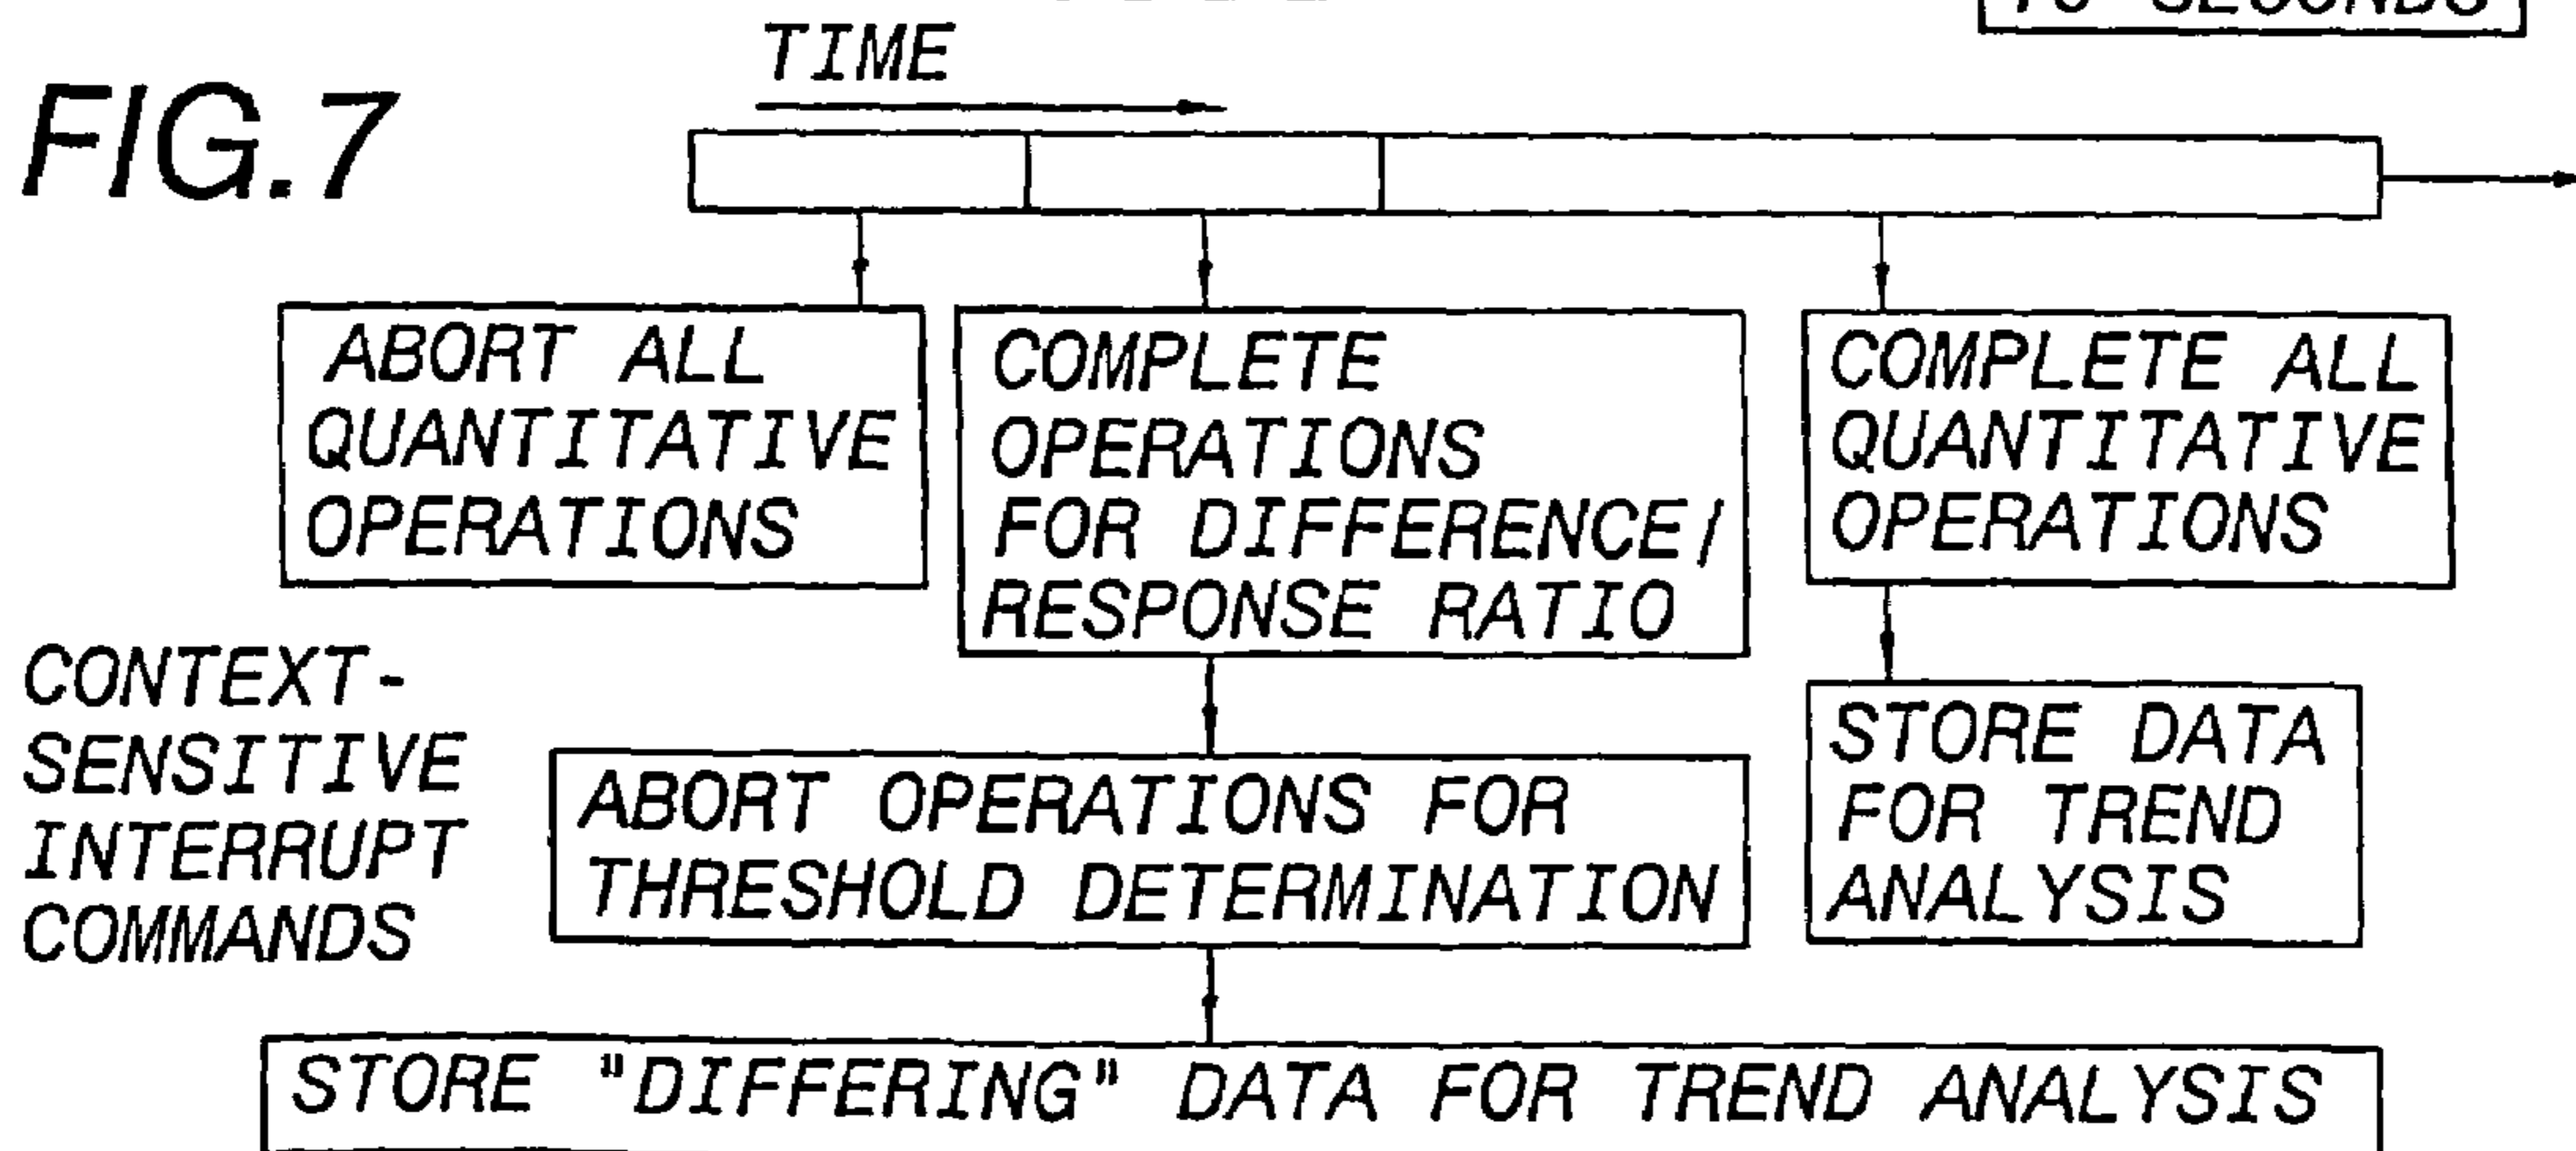 SECONDS
TIME
FIG.7
ABORT ALL
QUANTITATIVE
OPERATIONS
COMPLETE
OPERATIONS
FOR DIFFERENCE/
RESPONSE RATIO
COMPLETE ALL
QUANTITATIVE
OPERATIONS
CONTEXT-
SENSITIVE
INTERRUPT
COMMANDS
ABORT OPERATIONS FOR
THRESHOLD DETERMINATION
STORE DATA
FOR TREND
ANALYSIS
STORE "DIFFERING" DATA FOR TREND ANALYSIS